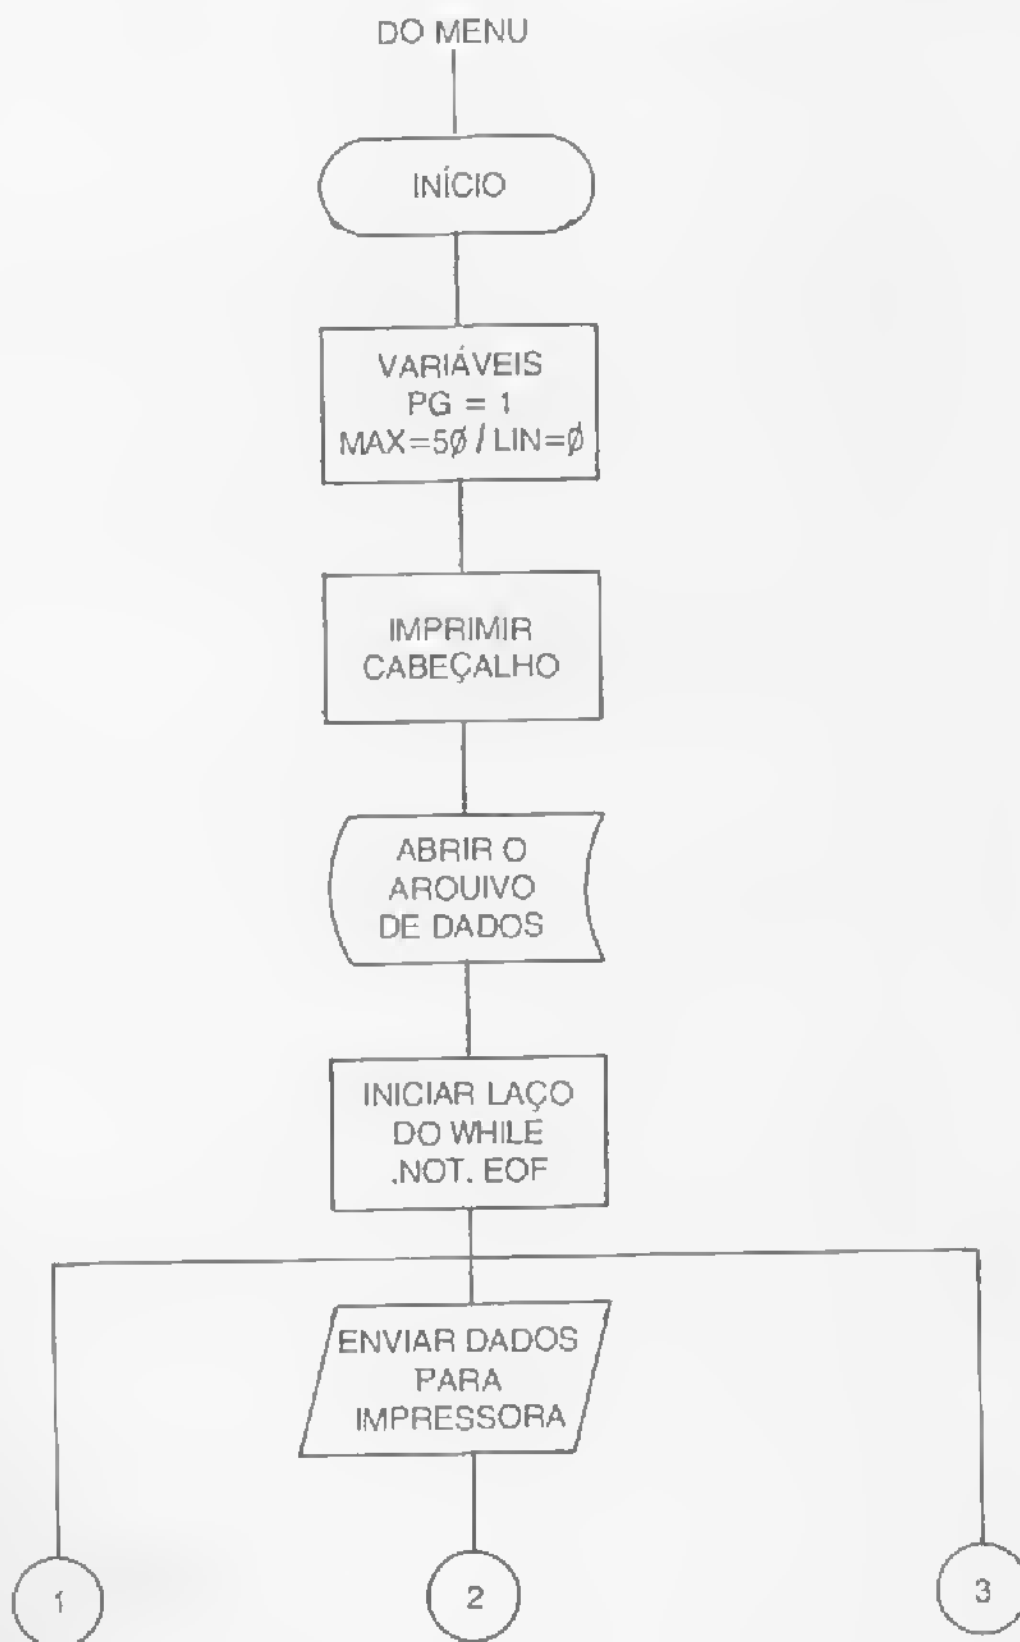 DO MENU
INÍCIO
VARIÁVEIS
PG = 1
MAX=5Ø / LIN=Ø
IMPRIMIR
CABEÇALHO
ABRIR O
AROUIVO
DE DADOS
INICIAR LAÇO
DO WHILE
.NOT. EOF
ENVIAR DADOS
PARA
IMPRESSORA
1
2
3